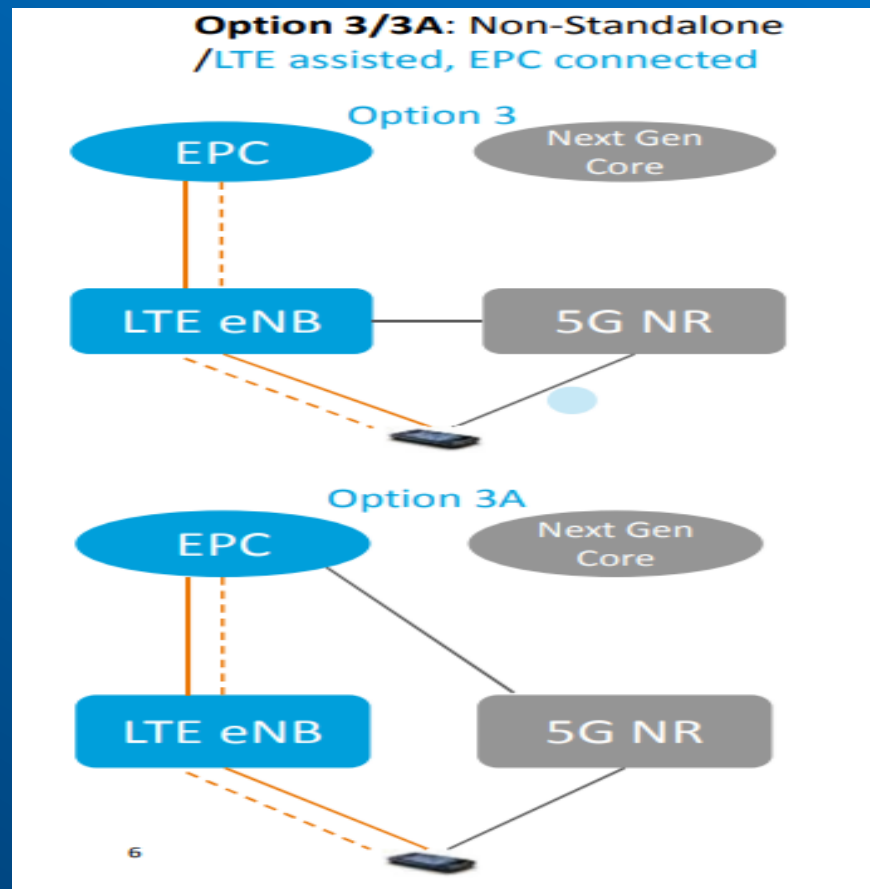 Option 3/3A: Non-Standalone
/LTE assisted, EPC connected
Option 3
EPC
Next Gen
Core
LTE eNB
5G NR
Option 3A
EPC
Next Gen
Core
LTE eNB
5G NR
6